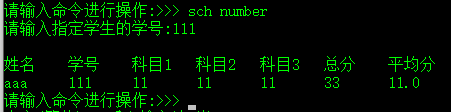 请输入命令进行操作:>>> sch number
请输入指定学生的学号:111
姓名 学号 科目1 科目2 科目3 总分 平均分
aaa 111 11 11 11 33 11.0
请输入命令进行操作:>>>